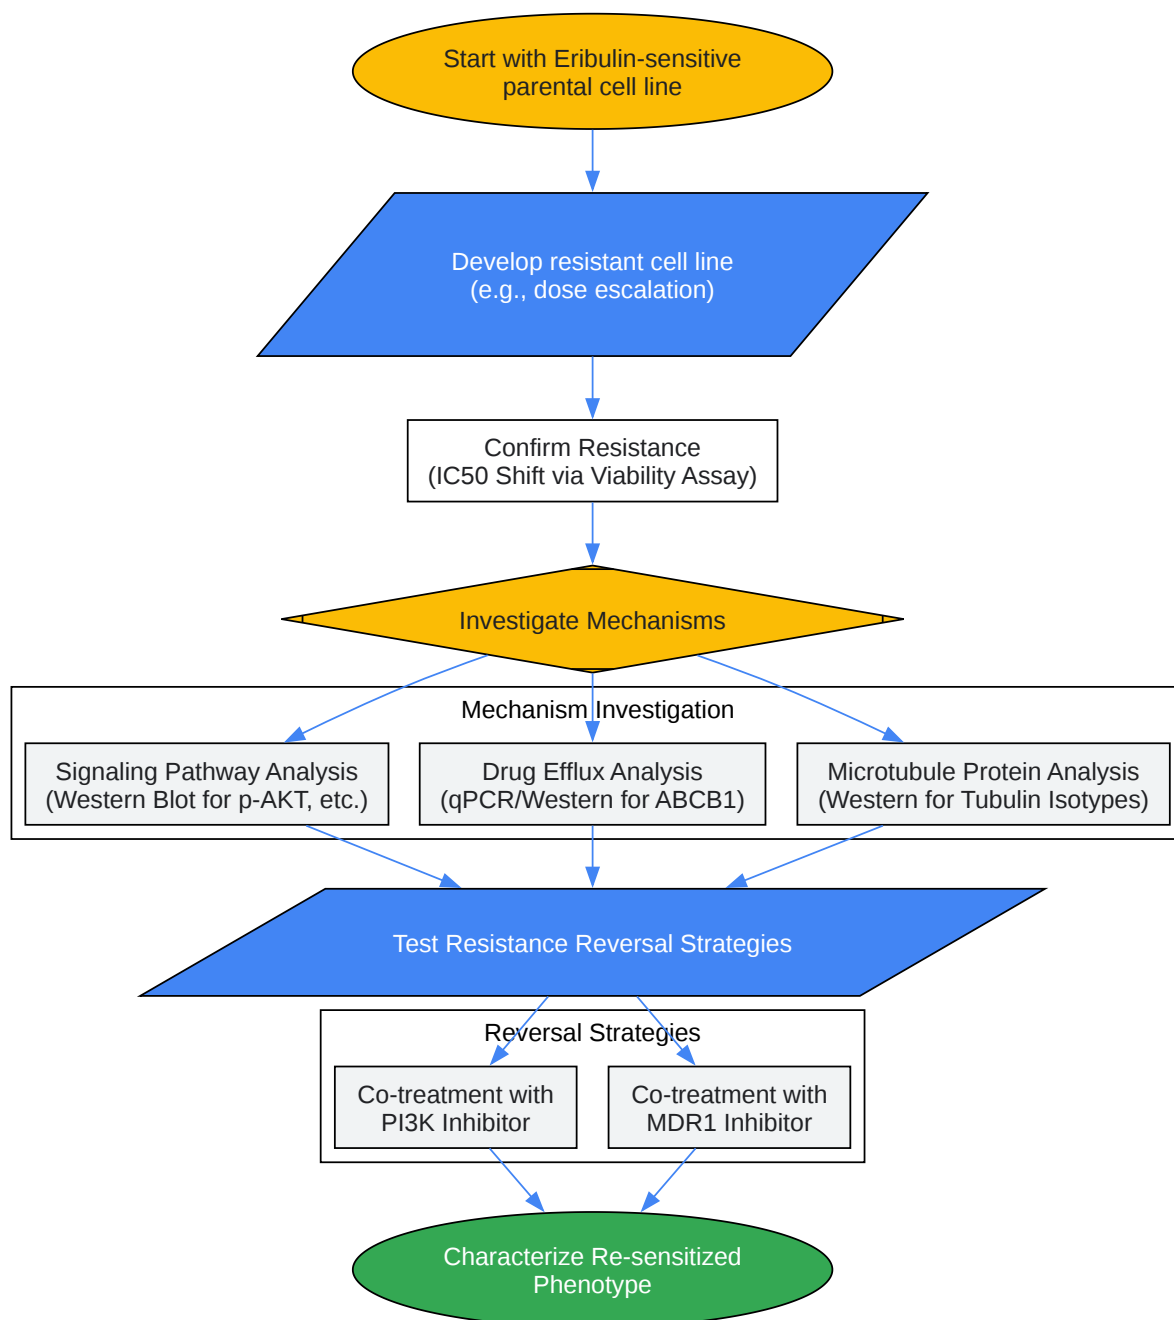 Start with Eribulin-sensitive
parental cell line
Develop resistant cell line
(e.g., dose escalation)
Confirm Resistance
(IC50 Shift via Viability Assay)
Investigate Mechanisms
Mechanism Investigation
Signaling Pathway Analysis
(Western Blot for p-AKT, etc.)
Drug Efflux Analysis
(qPCR/Western for ABCB1)
Microtubule Protein Analysis
(Western for Tubulin Isotypes)
Test Resistance Reversal Strategies
Reversal Strategies
Co-treatment with
PI3K Inhibitor
Co-treatment with
MDR1 Inhibitor
Characterize Re-sensitized
Phenotype